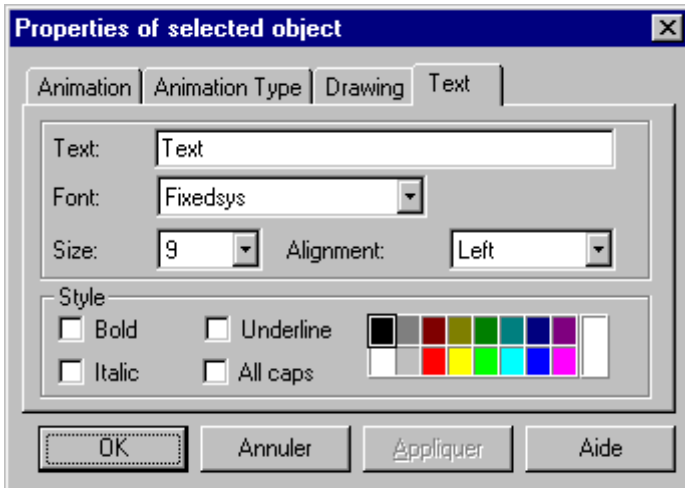 Properties of selected object
Animation Animation Type Drawing Text
Text: Text
Font: Fixedsys
Size: 9 Alignment: Left
Style
Bold Underline
Italic All caps
OK Annuler Appliquer Aide